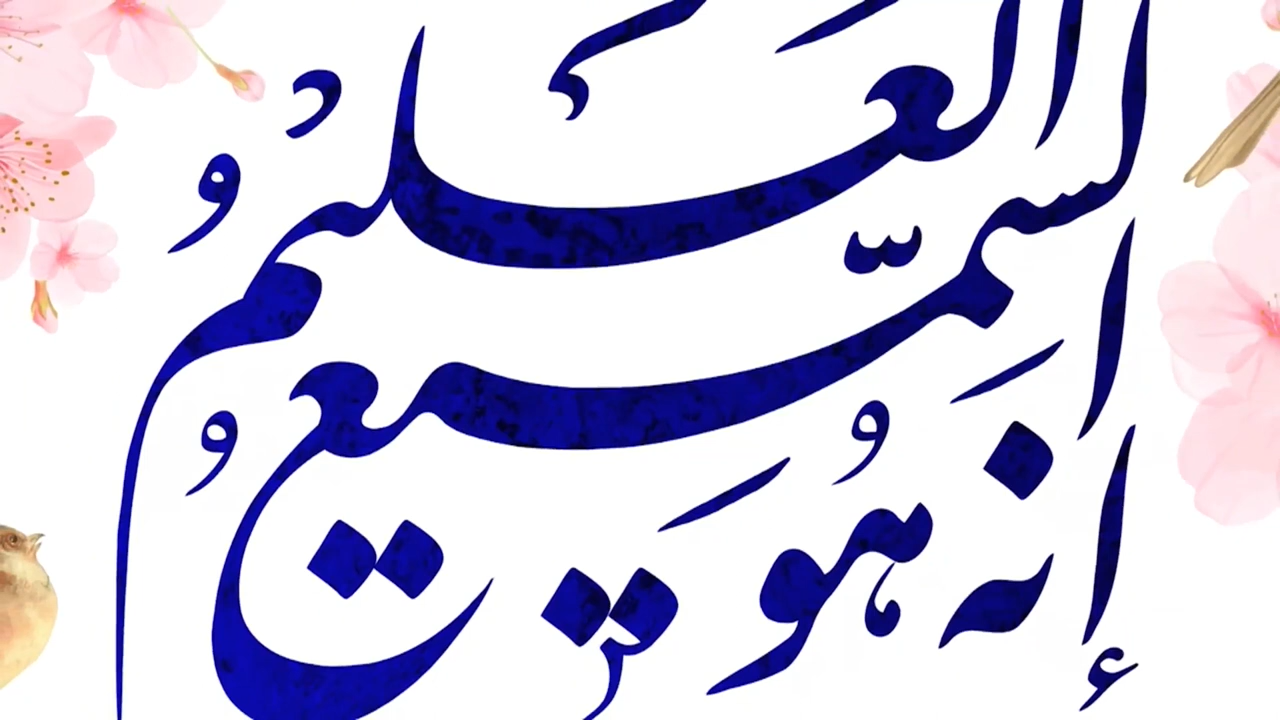 إنه هو
السميع
العليم